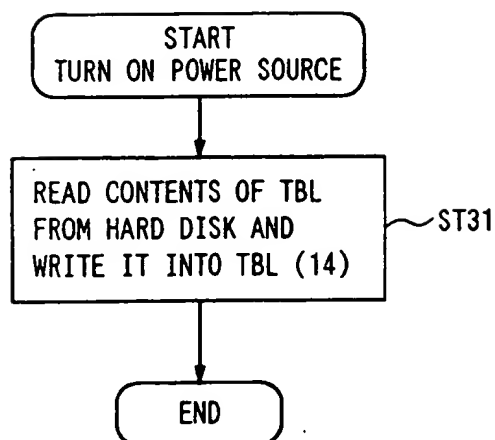 START
TURN ON POWER SOURCE
READ CONTENTS OF TBL
FROM HARD DISK AND
WRITE IT INTO TBL (14)
ST31
END